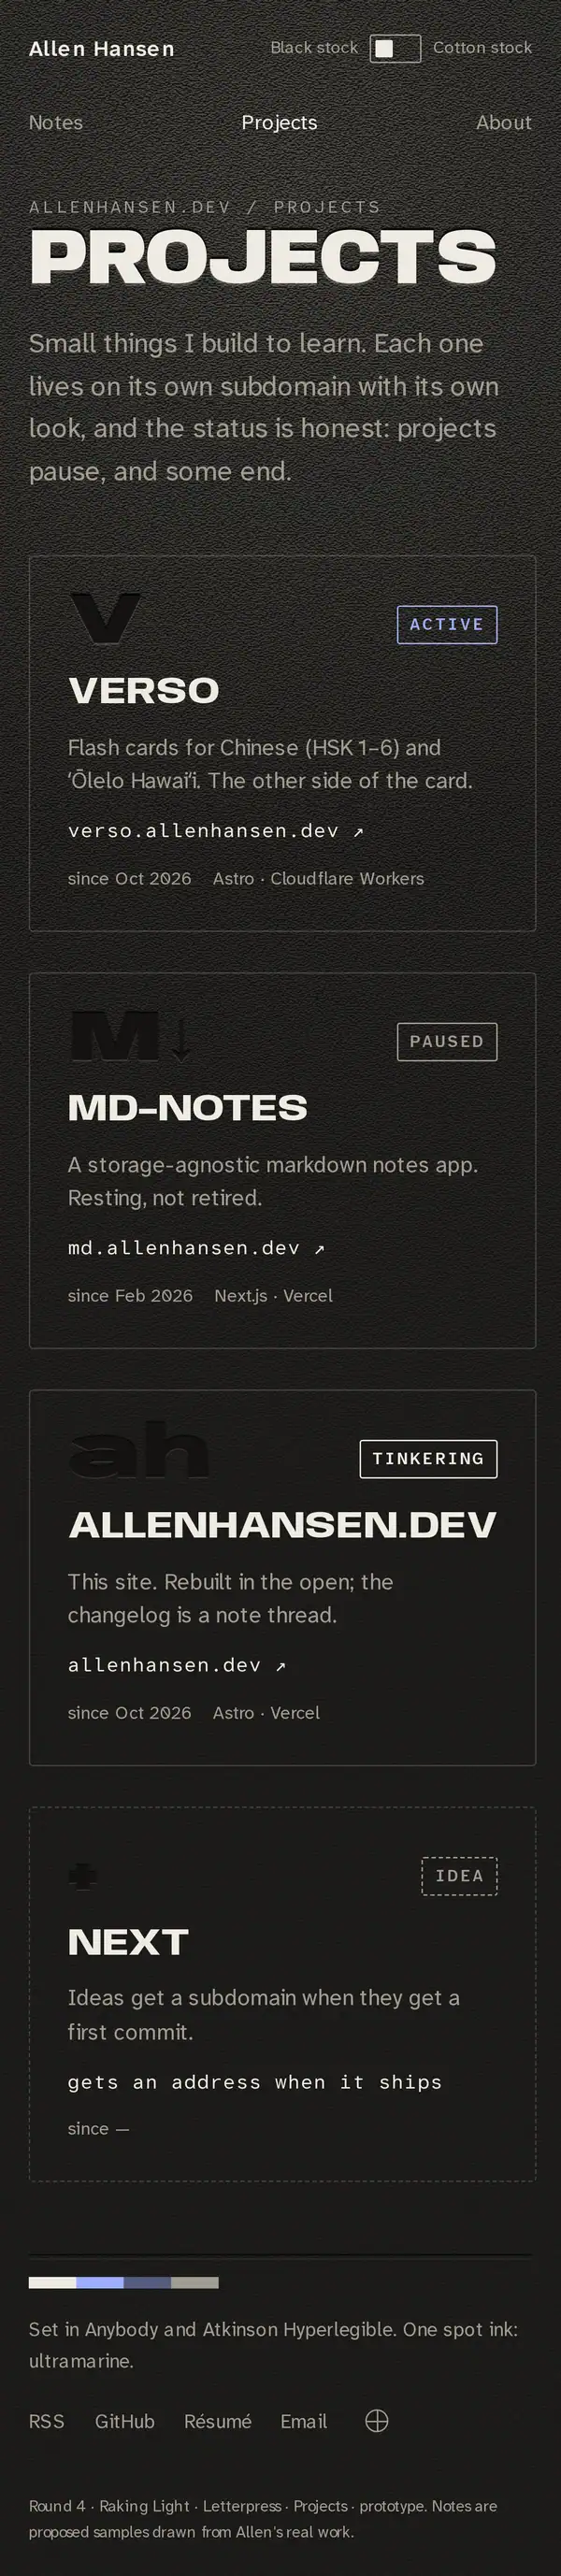 Allen Hansen
Black stock
Cotton stock
Notes
Projects
About
ALLENHANSEN.DEV / PROJECTS
PROJECTS
Small things I build to learn. Each one
lives on its own subdomain with its own
look, and the status is honest: projects
pause, and some end.
V
ACTIVE
VERSO
Flash cards for Chinese (HSK 1–6) and
ʻŌlelo Hawaiʻi. The other side of the card.
verso.allenhansen.dev ↗
since Oct 2026 Astro · Cloudflare Workers
M↓
PAUSED
MD-NOTES
A storage-agnostic markdown notes app.
Resting, not retired.
md.allenhansen.dev ↗
since Feb 2026 Next.js · Vercel
ah
TINKERING
ALLENHANSEN.DEV
This site. Rebuilt in the open; the
changelog is a note thread.
allenhansen.dev ↗
since Oct 2026 Astro · Vercel
+
IDEA
NEXT
Ideas get a subdomain when they get a
first commit.
gets an address when it ships
since —
Set in Anybody and Atkinson Hyperlegible. One spot ink:
ultramarine.
RSS GitHub Résumé Email
Round 4 · Raking Light · Letterpress · Projects · prototype. Notes are
proposed samples drawn from Allen's real work.